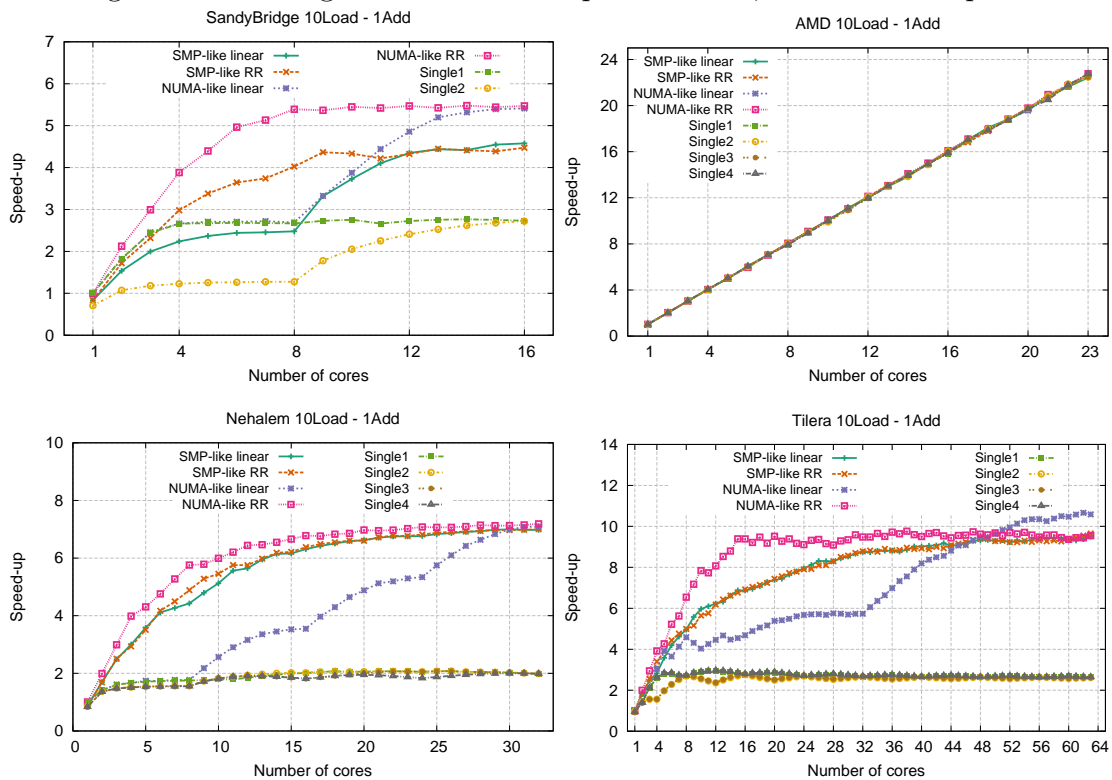 SandyBridge 10Load - 1Add
7
6
5
4
3
2
1
0
Speed-up
SMP-like linear
SMP-like RR
NUMA-like linear
NUMA-like RR
Single1
Single2
1 4 8 12 16
Number of cores
AMD 10Load - 1Add
24
20
16
12
8
4
0
Speed-up
SMP-like linear
SMP-like RR
NUMA-like linear
NUMA-like RR
Single1
Single2
Single3
Single4
1 4 8 12 16 20 23
Number of cores
Nehalem 10Load - 1Add
10
8
6
4
2
0
Speed-up
SMP-like linear
SMP-like RR
NUMA-like linear
NUMA-like RR
Single1
Single2
Single3
Single4
0 5 10 15 20 25 30
Number of cores
Tilera 10Load - 1Add
14
12
10
8
6
4
2
0
Speed-up
SMP-like linear
SMP-like RR
NUMA-like linear
NUMA-like RR
Single1
Single2
Single3
Single4
1 4 8 12 16 20 24 28 32 36 40 44 48 52 56 60 64
Number of cores